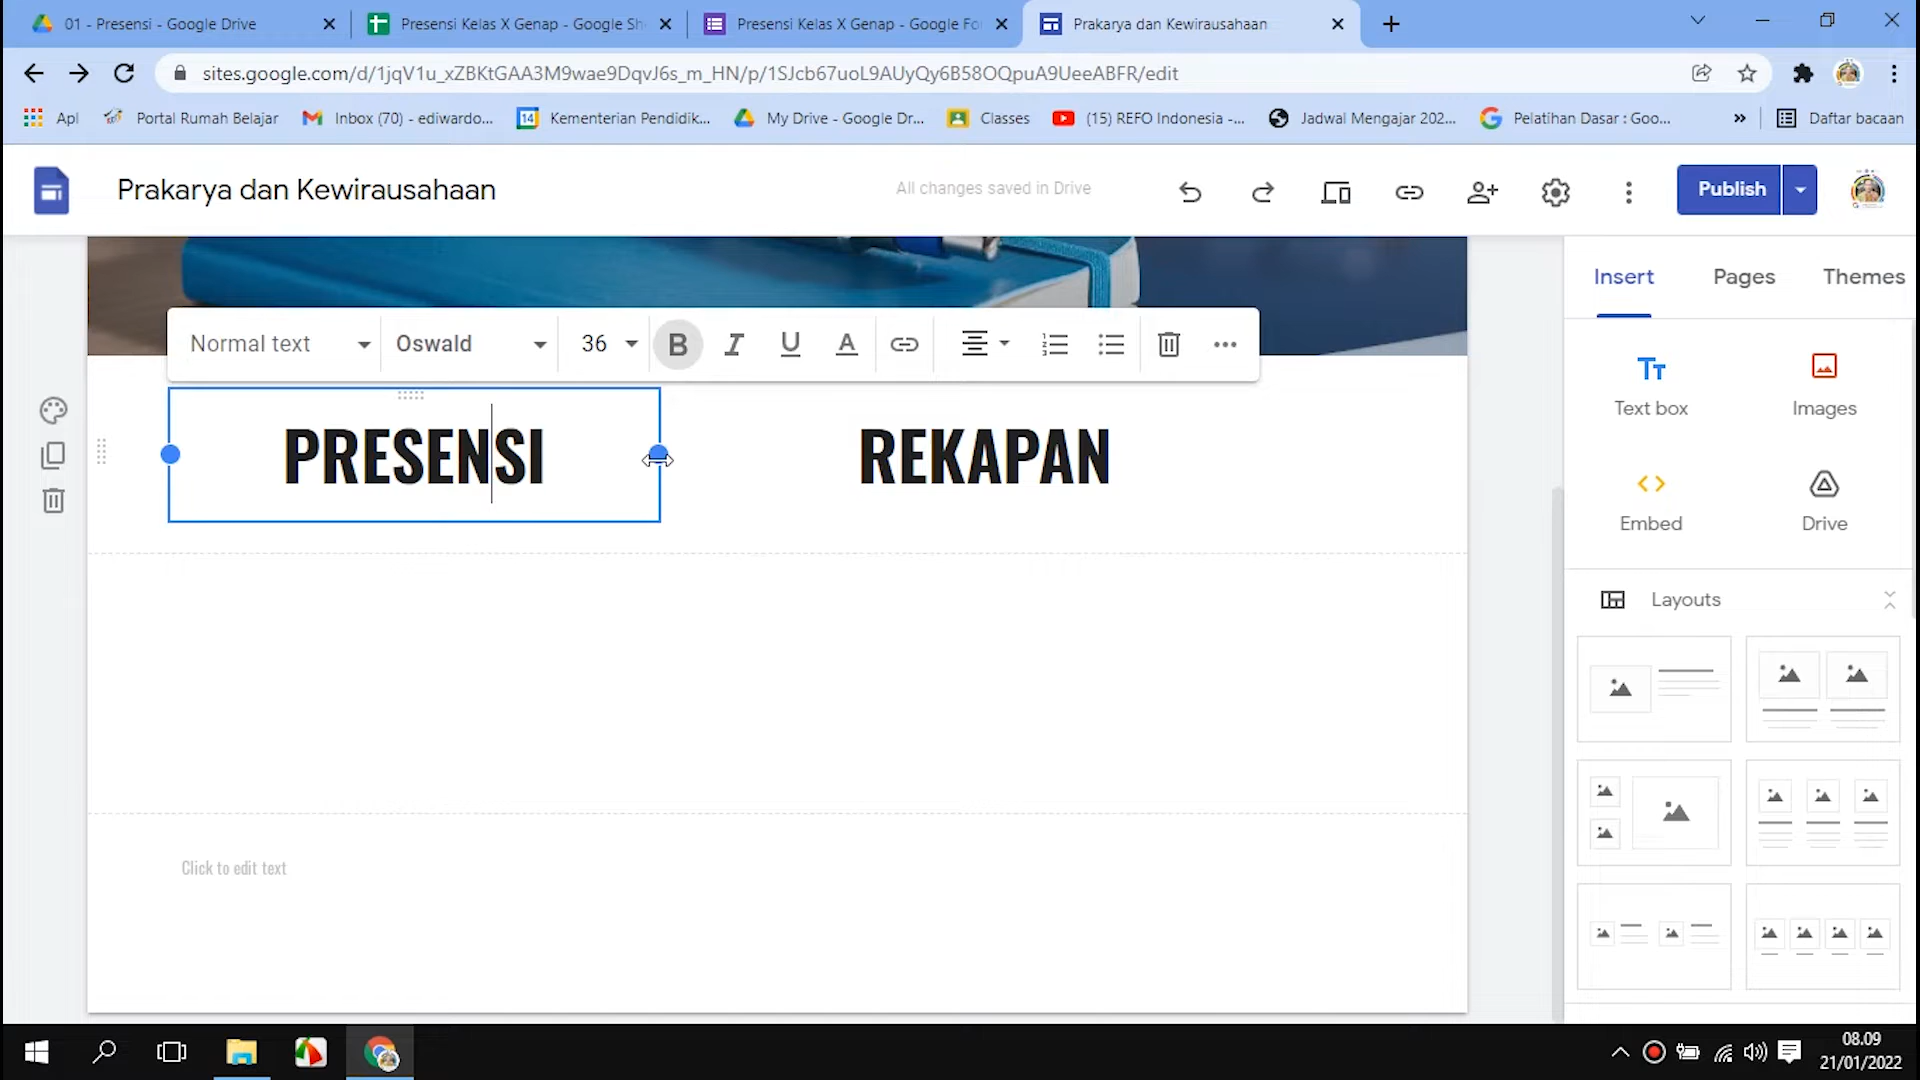 01 - Presensi - Google Drive
Presensi Kelas X Genap - Google Sh
Presensi Kelas X Genap - Google Fo
Prakarya dan Kewirausahaan
sites.google.com/d/1jqV1u_xZBKtGAA3M9wae9DqvJ6s_m_HN/p/1SJcb67uoL9AUyQy6B58OQpuA9UeeABFR/edit
Apl
Portal Rumah Belajar
Inbox (70) - ediwardo...
14
Kementerian Pendidik...
My Drive - Google Dr...
Classes
(15) REFO Indonesia -...
Jadwal Mengajar 202...
Pelatihan Dasar : Goo...
»
Daftar bacaan
Prakarya dan Kewirausahaan
All changes saved in Drive
Publish
Insert
Pages
Themes
Normal text
Oswald
36
B
I
U
A
PRESENSI
REKAPAN
Click to edit text
Text box
Images
Embed
Drive
Layouts
08.09
21/01/2022